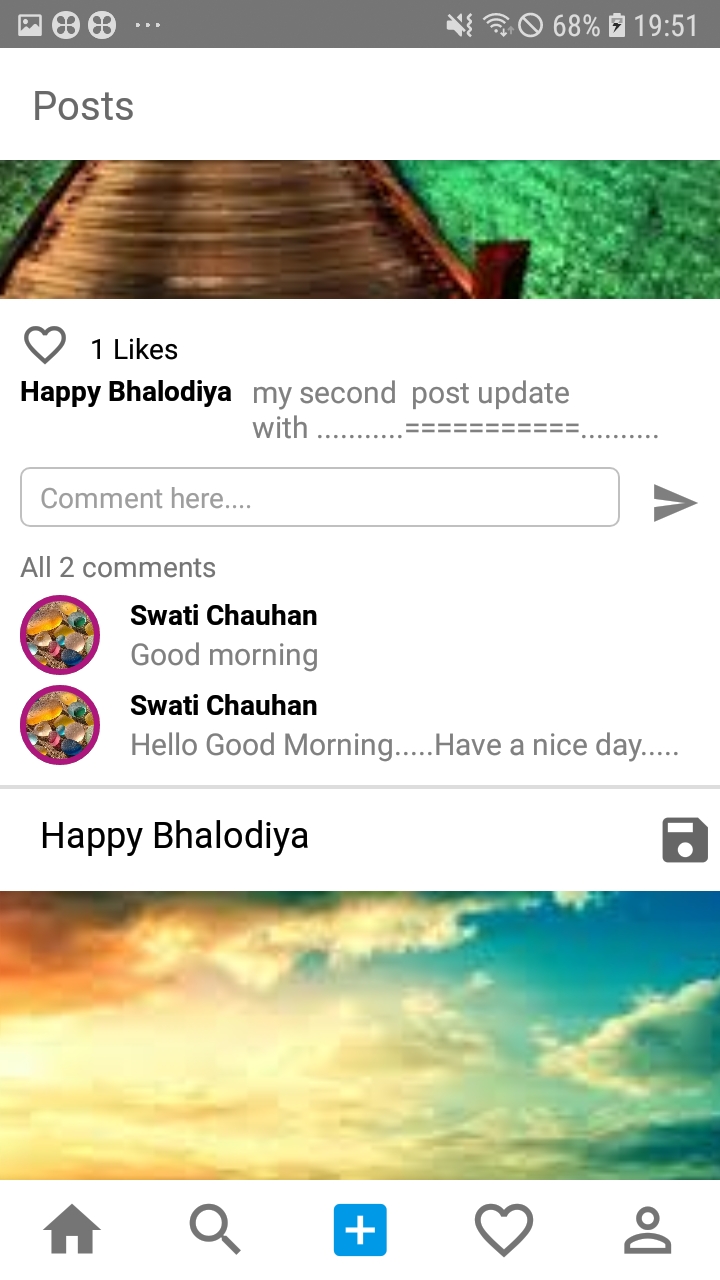 68% 19:51
Posts
1 Likes
Happy Bhalodiya my second  post update
with ...........===========..........
Comment here....
All 2 comments
Swati Chauhan
Good morning
Swati Chauhan
Hello Good Morning.....Have a nice day.....
Happy Bhalodiya